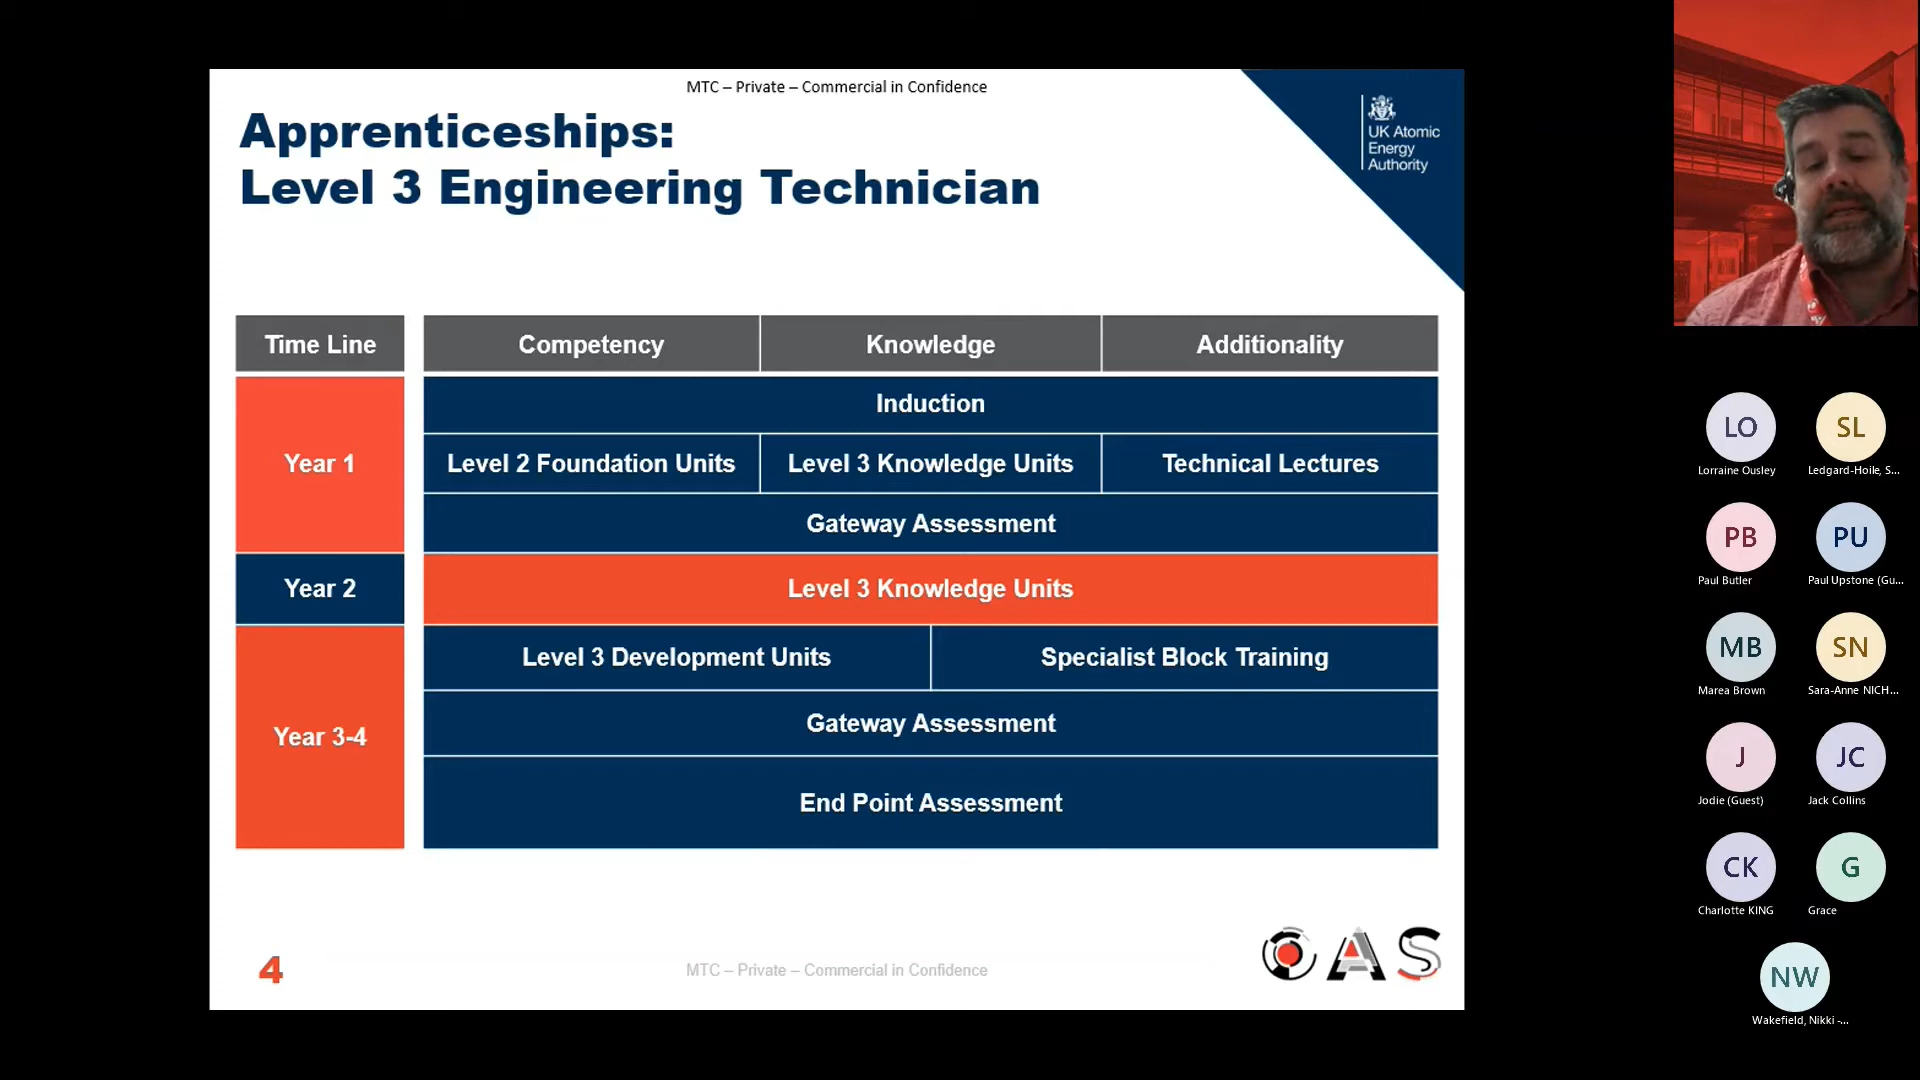 MTC – Private – Commercial in Confidence
Apprenticeships:
Level 3 Engineering Technician
UK Atomic
Energy
Authority
Time Line
Competency
Knowledge
Additionality
Year 1
Induction
Level 2 Foundation Units
Level 3 Knowledge Units
Technical Lectures
Gateway Assessment
Year 2
Level 3 Knowledge Units
Year 3-4
Level 3 Development Units
Specialist Block Training
Gateway Assessment
End Point Assessment
4
MTC – Private – Commercial in Confidence
OAS
LO
Lorraine Ousley
SL
Ledgard-Hoile, S...
PB
Paul Butler
PU
Paul Upstone (Gu...
MB
Marea Brown
SN
Sara-Anne NICH...
J
Jodie (Guest)
JC
Jack Collins
CK
Charlotte KING
G
Grace
NW
Wakefield, Nikki -...